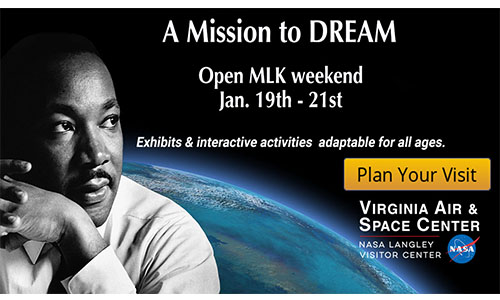 A Mission to DREAM
Open MLK weekend
Jan. 19th - 21st
Exhibits & interactive activities adaptable for all ages.
Plan Your Visit
VIRGINIA AIR &
SPACE CENTER
NASA LANGLEY
VISITOR CENTER
NASA